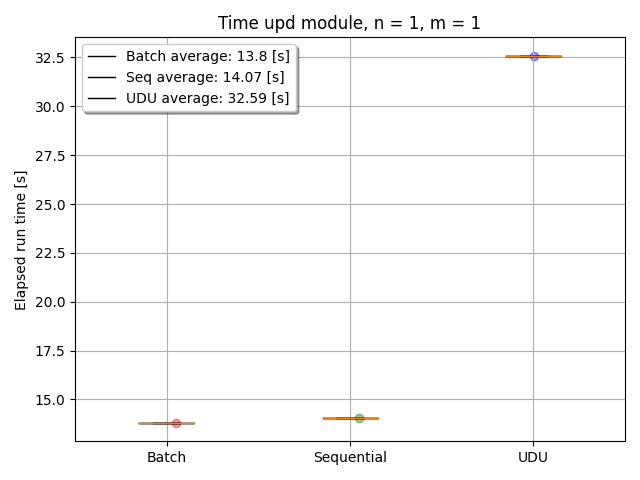 Time upd module, n = 1, m = 1
Batch average: 13.8 [s]
Seq average: 14.07 [s]
UDU average: 32.59 [s]
Elapsed run time [s]
32.5
30.0
27.5
25.0
22.5
20.0
17.5
15.0
Batch
Sequential
UDU